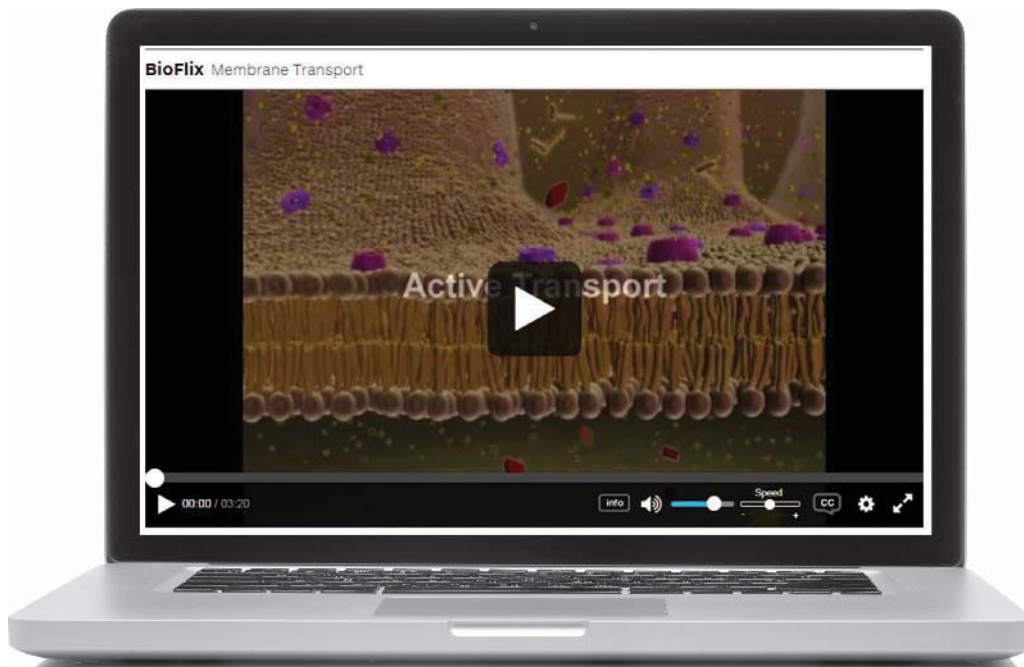 BioFlix Membrane Transport
Active Transport
00:00 / 03:20
info
Speed
- +
CC